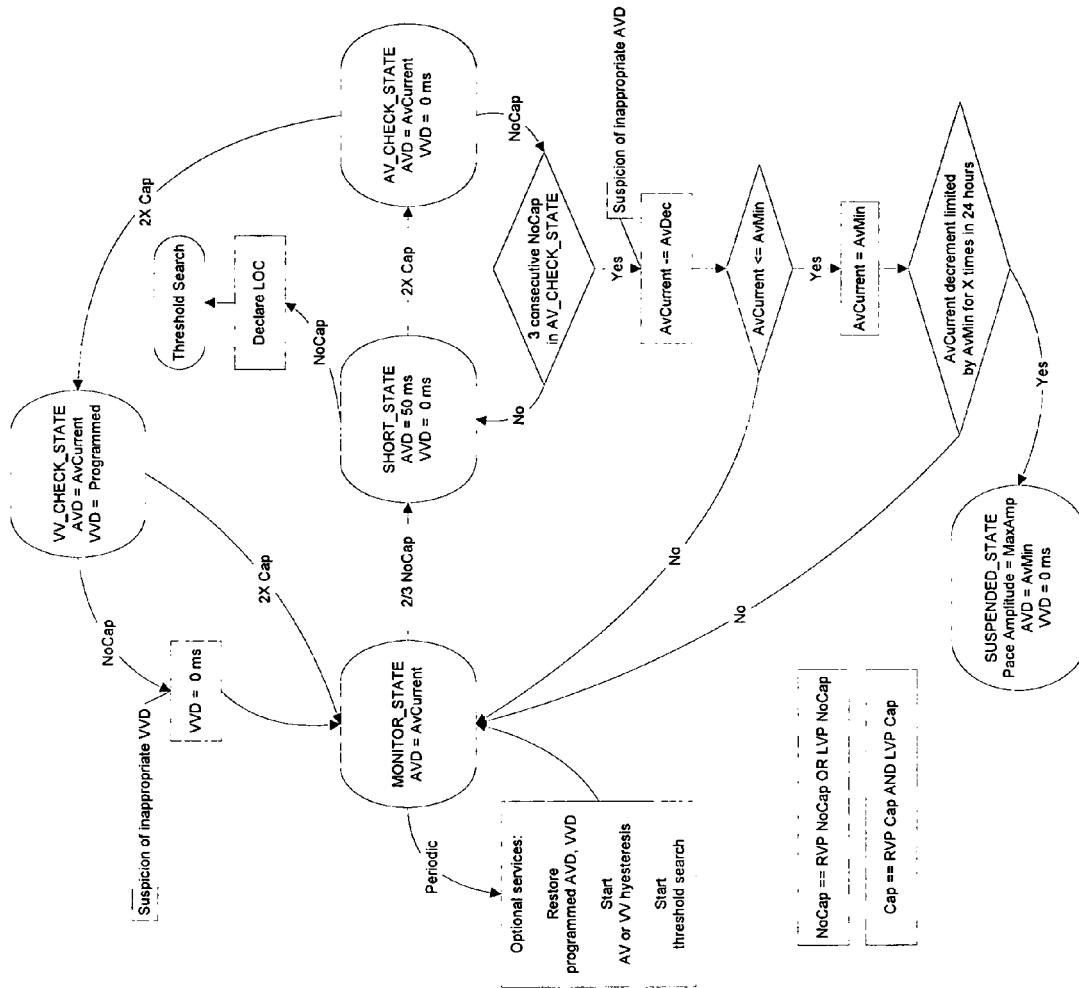 Suspicion of inappropriate VVD
VVD = 0 ms
NoCap
VV_CHECK_STATE
AVD = AvCurrent
VVD = Programmed
2X Cap
2X Cap
Threshold Search
Declare LOC
NoCap
Periodic
MONITOR_STATE
AVD = AvCurrent
2/3 NoCap
SHORT_STATE
AVD = 50 ms
VVD = 0 ms
2X Cap
AV_CHECK_STATE
AVD = AvCurrent
VVD = 0 ms
NoCap
No
3 consecutive NoCap
in AV_CHECK_STATE
Yes
Suspicion of inappropriate AVD
AvCurrent -= AvDec
AvCurrent <= AvMin
No
Yes
AvCurrent = AvMin
AvCurrent decrement limited
by AvMin for X times in 24 hours
No
Yes
SUSPENDED_STATE
Pace Amplitude = MaxAmp
AVD = AvMin
VVD = 0 ms
Optional services:
Restore
programmed AVD, VVD
Start
AV or VV hyesteresis
Start
threshold search
NoCap == RVP NoCap OR LVP NoCap
Cap == RVP Cap AND LVP Cap